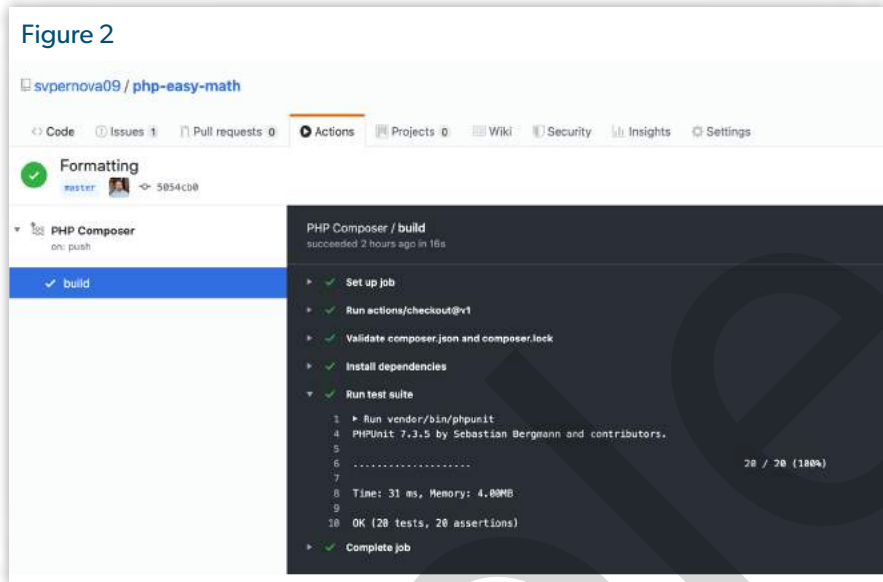 Figure 2
svpernova09 / php-easy-math
Code Issues 1 Pull requests 0 Actions Projects 0 Wiki Security Insights Settings
Formatting
master 5054cb0
PHP Composer
on: push
build
PHP Composer / build
succeeded 2 hours ago in 16s
Set up job
Run actions/checkout@v1
Validate composer.json and composer.lock
Install dependencies
Run test suite
1 Run vendor/bin/phpunit
4 PHPUnit 7.3.5 by Sebastian Bergmann and contributors.
5
6 .................... 20 / 20 (100%)
7
8 Time: 31 ms, Memory: 4.00MB
9
10 OK (20 tests, 20 assertions)
Complete job